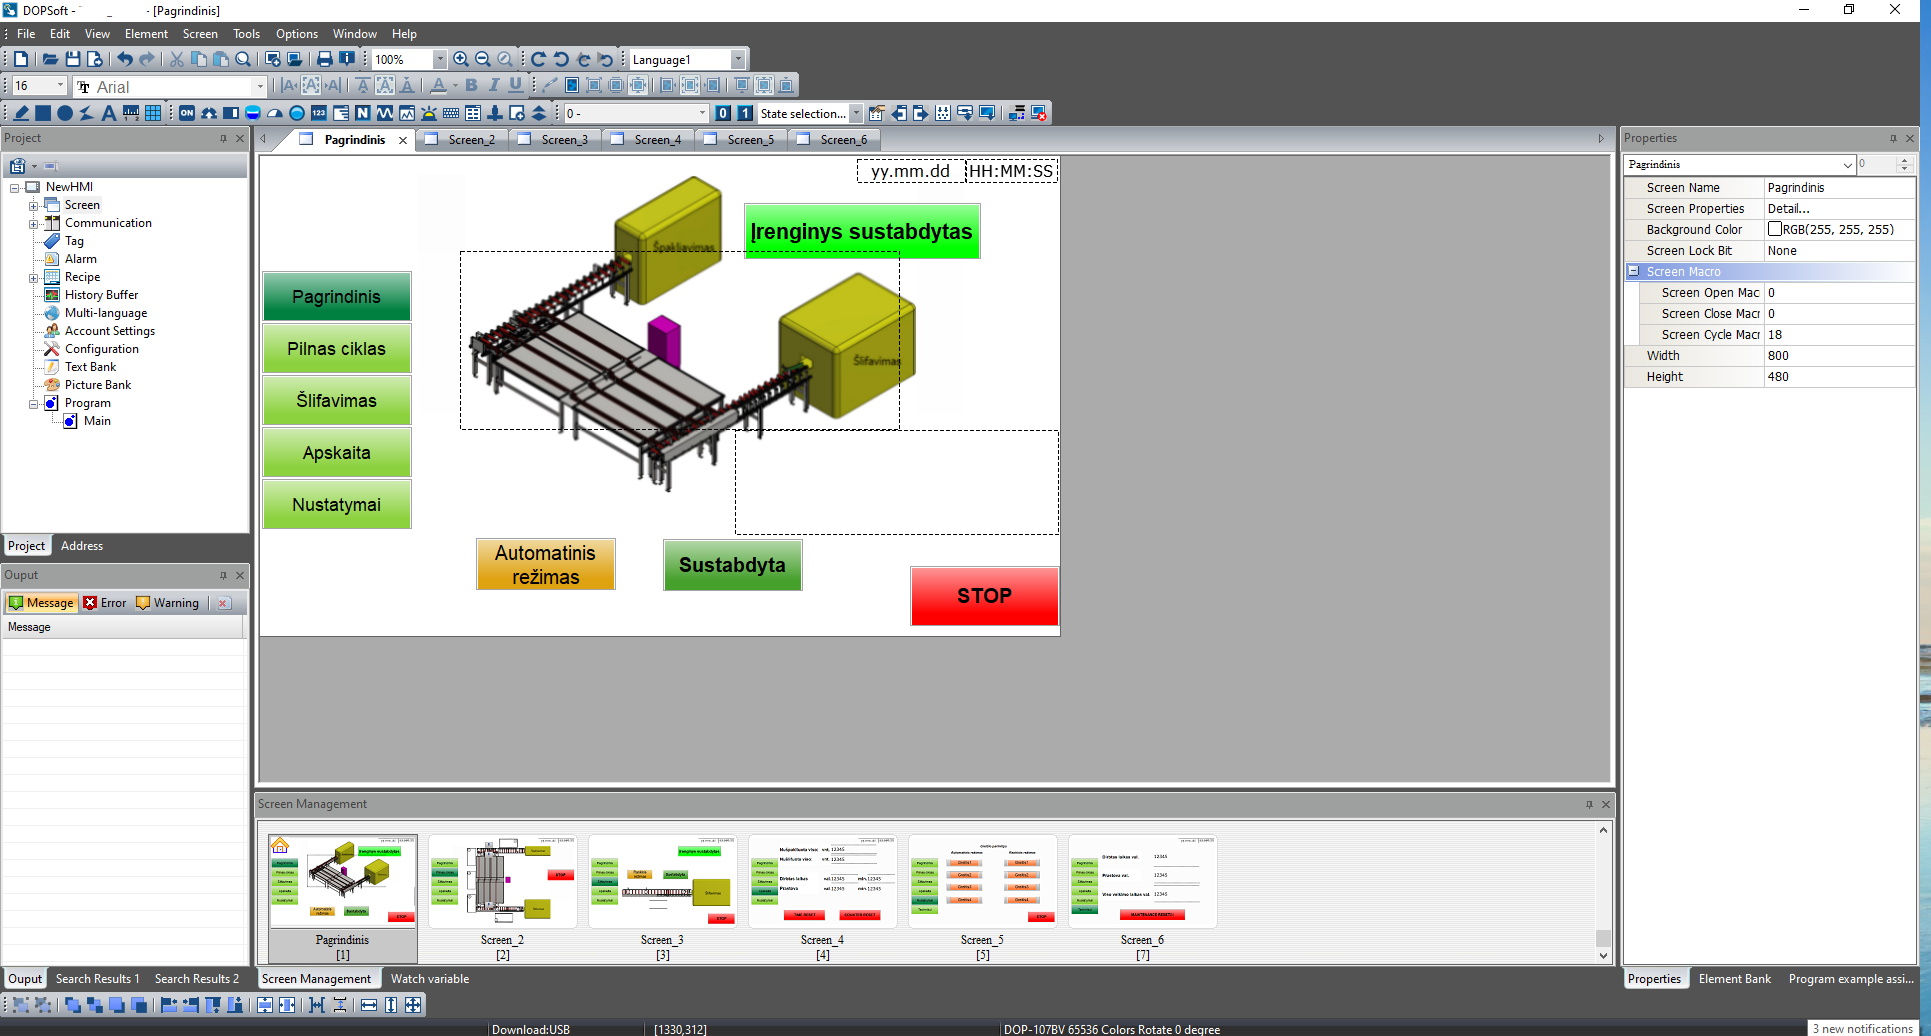 DOPSoft - _ - [Pagrindinis]
File Edit View Element Screen Tools Options Window Help
100% Language1
16 Arial
0 - 0 1 State selection...
Project
NewHMI
Screen
Communication
Tag
Alarm
Recipe
History Buffer
Multi-language
Account Settings
Configuration
Text Bank
Picture Bank
Program
Main
Project Address
Ouput
Message Error Warning
Message
Ouput Search Results 1 Search Results 2
Pagrindinis Screen_2 Screen_3 Screen_4 Screen_5 Screen_6
yy.mm.dd HH:MM:SS
Įrenginys sustabdytas
Špakliavimas
Šlifavimas
Pagrindinis
Pilnas ciklas
Šlifavimas
Apskaita
Nustatymai
Automatinis
režimas
Sustabdyta
STOP
Screen Management
Pagrindinis
[1]
Screen_2
[2]
Screen_3
[3]
Screen_4
[4]
Screen_5
[5]
Screen_6
[7]
Screen Management Watch variable
Properties
Pagrindinis 0
Screen Name Pagrindinis
Screen Properties Detail...
Background Color RGB(255, 255, 255)
Screen Lock Bit None
Screen Macro
Screen Open Mac 0
Screen Close Macr 0
Screen Cycle Macr 18
Width 800
Height 480
Properties Element Bank Program example assi...
Download:USB [1330,312] DOP-107BV 65536 Colors Rotate 0 degree
3 new notifications